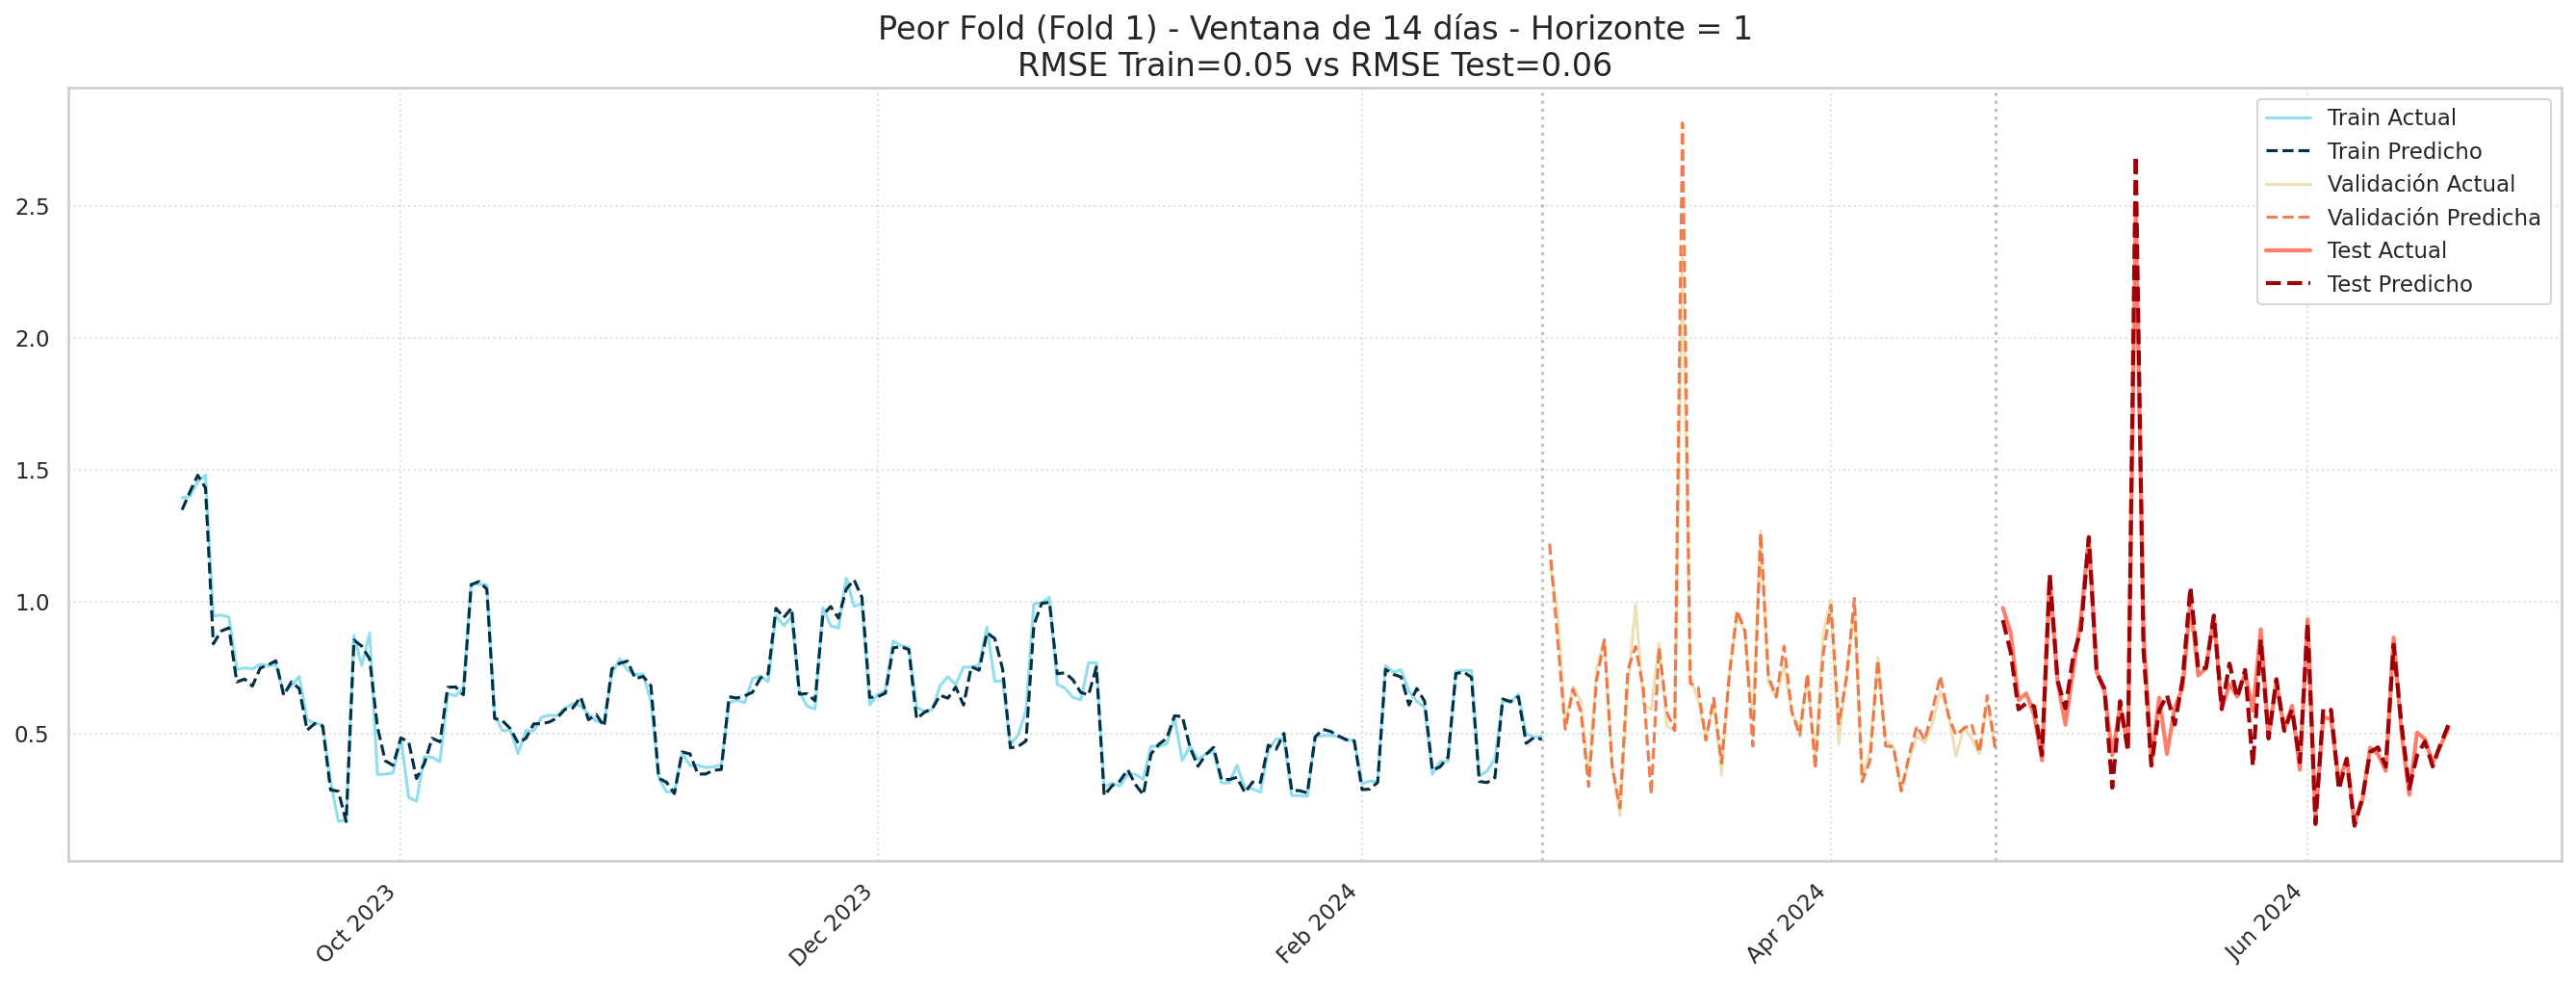 Peor Fold (Fold 1) - Ventana de 14 días - Horizonte = 1
RMSE Train=0.05 vs RMSE Test=0.06
Train Actual
Train Predicho
Validación Actual
Validación Predicha
Test Actual
Test Predicho
2.5
2.0
1.5
1.0
0.5
Oct 2023
Dec 2023
Feb 2024
Apr 2024
Jun 2024